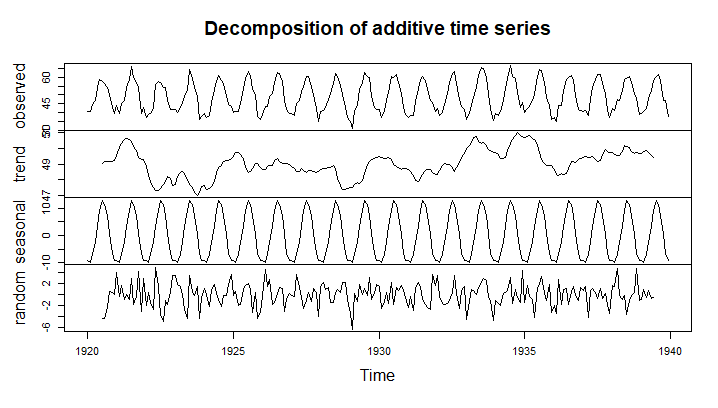 Decomposition of additive time series
observed
60
45
trend
49
47
seasonal
10
0
-10
random
2
-2
-6
1920
1925
1930
1935
1940
Time